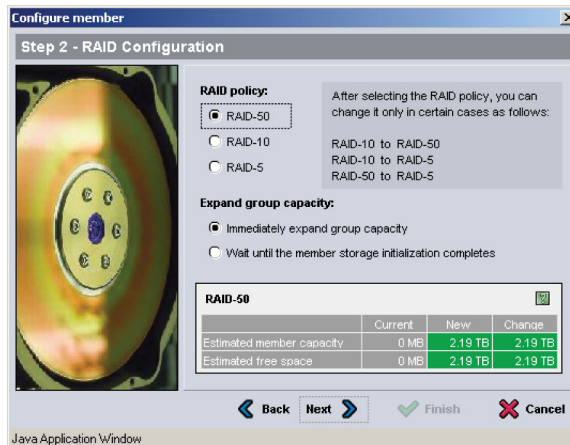 Configure member
Step 2 - RAID Configuration
RAID policy:
RAID-50
RAID-10
RAID-5
After selecting the RAID policy, you can
change it only in certain cases as follows:
RAID-10 to RAID-50
RAID-10 to RAID-5
RAID-50 to RAID-5
Expand group capacity:
Immediately expand group capacity
Wait until the member storage initialization completes
RAID-50
Current New Change
Estimated member capacity 0 MB 2.19 TB 2.19 TB
Estimated free space 0 MB 2.19 TB 2.19 TB
Back Next Finish Cancel
Java Application Window